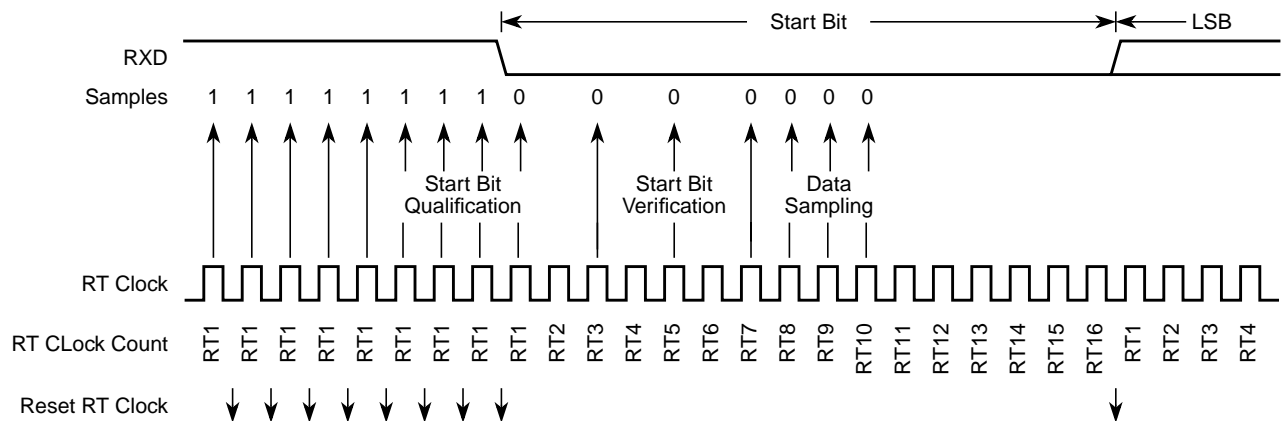 Start Bit LSB
RXD
Samples 1 1 1 1 1 1 1 1 0 0 0 0 0 0 0
Start Bit Qualification Start Bit Verification Data Sampling
RT Clock
RT CLock Count RT1 RT1 RT1 RT1 RT1 RT1 RT1 RT1 RT1 RT2 RT3 RT4 RT5 RT6 RT7 RT8 RT9 RT10 RT11 RT12 RT13 RT14 RT15 RT16 RT1 RT2 RT3 RT4
Reset RT Clock